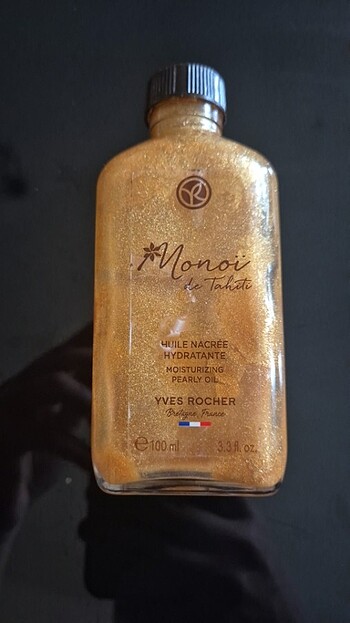 YR
Monoï
de Tahiti
HUILE NACRÉE
HYDRATANTE
MOISTURIZING
PEARLY OIL
YVES ROCHER
Bretagne, France
℮100 ml 3.3 fl. oz.